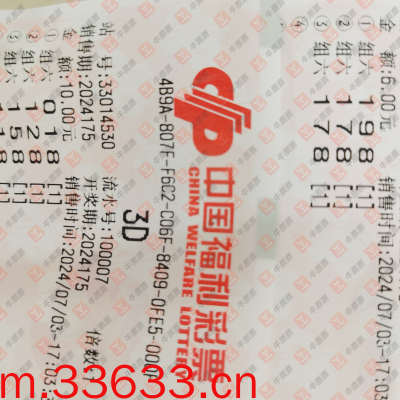 金 额:6.00元 销售时间:2024/07/03-17:03:
① 组六 1 9 8 [1]
② 组六 1 7 8 [1]
组六 1 7 8 [1]
中国福利彩票
CHINA WELFARE LOTTERY
4B9A-807F-F6C2-C06F-8409-0FE5-000
3D
站 号:33014530 流水号:100007
销售期:2024175 开奖期:2024175 倍数:
金 额:10.00元 销售时间:2024/07/03-17:03:
① 组六 0 1 8 [1]
② 组六 1 2 8 [1]
组六 1 5 8 [1]
m.33633.cn